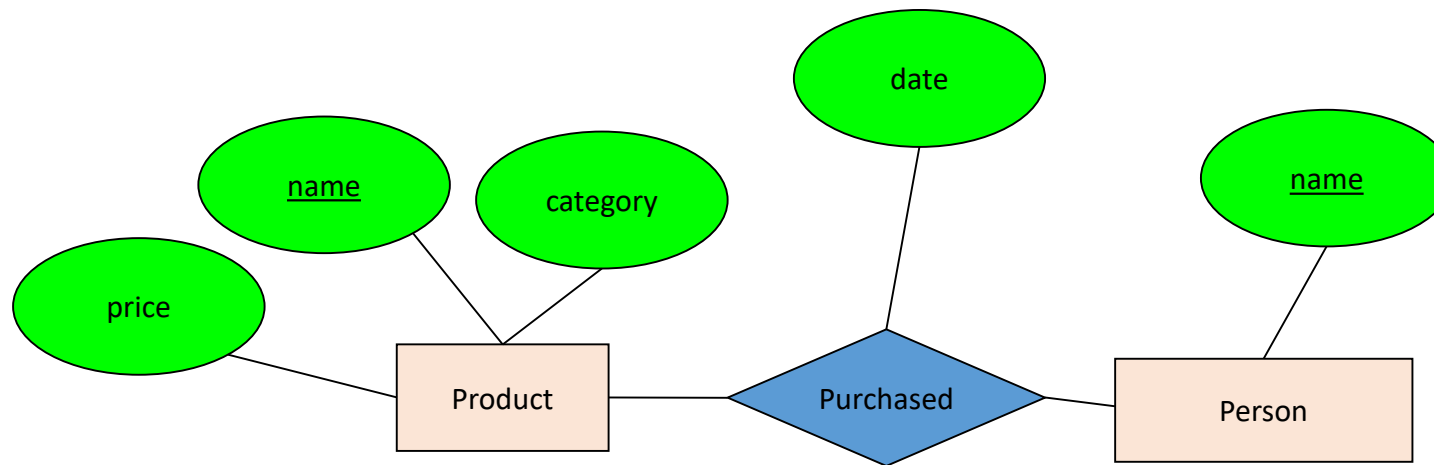 date
name
name
category
price
Product
Purchased
Person